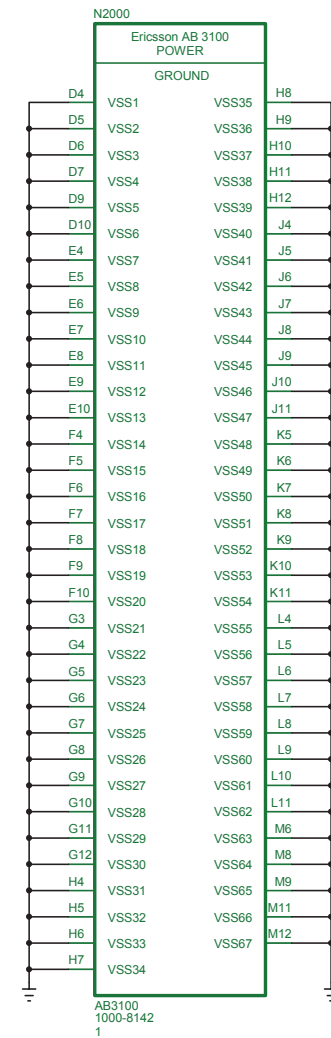 N2000
Ericsson AB 3100
POWER
GROUND
D4 VSS1 VSS35 H8
D5 VSS2 VSS36 H9
D6 VSS3 VSS37 H10
D7 VSS4 VSS38 H11
D9 VSS5 VSS39 H12
D10 VSS6 VSS40 J4
E4 VSS7 VSS41 J5
E5 VSS8 VSS42 J6
E6 VSS9 VSS43 J7
E7 VSS10 VSS44 J8
E8 VSS11 VSS45 J9
E9 VSS12 VSS46 J10
E10 VSS13 VSS47 J11
F4 VSS14 VSS48 K5
F5 VSS15 VSS49 K6
F6 VSS16 VSS50 K7
F7 VSS17 VSS51 K8
F8 VSS18 VSS52 K9
F9 VSS19 VSS53 K10
F10 VSS20 VSS54 K11
G3 VSS21 VSS55 L4
G4 VSS22 VSS56 L5
G5 VSS23 VSS57 L6
G6 VSS24 VSS58 L7
G7 VSS25 VSS59 L8
G8 VSS26 VSS60 L9
G9 VSS27 VSS61 L10
G10 VSS28 VSS62 L11
G11 VSS29 VSS63 M6
G12 VSS30 VSS64 M8
H4 VSS31 VSS65 M9
H5 VSS32 VSS66 M11
H6 VSS33 VSS67 M12
H7 VSS34
AB3100
1000-8142
1